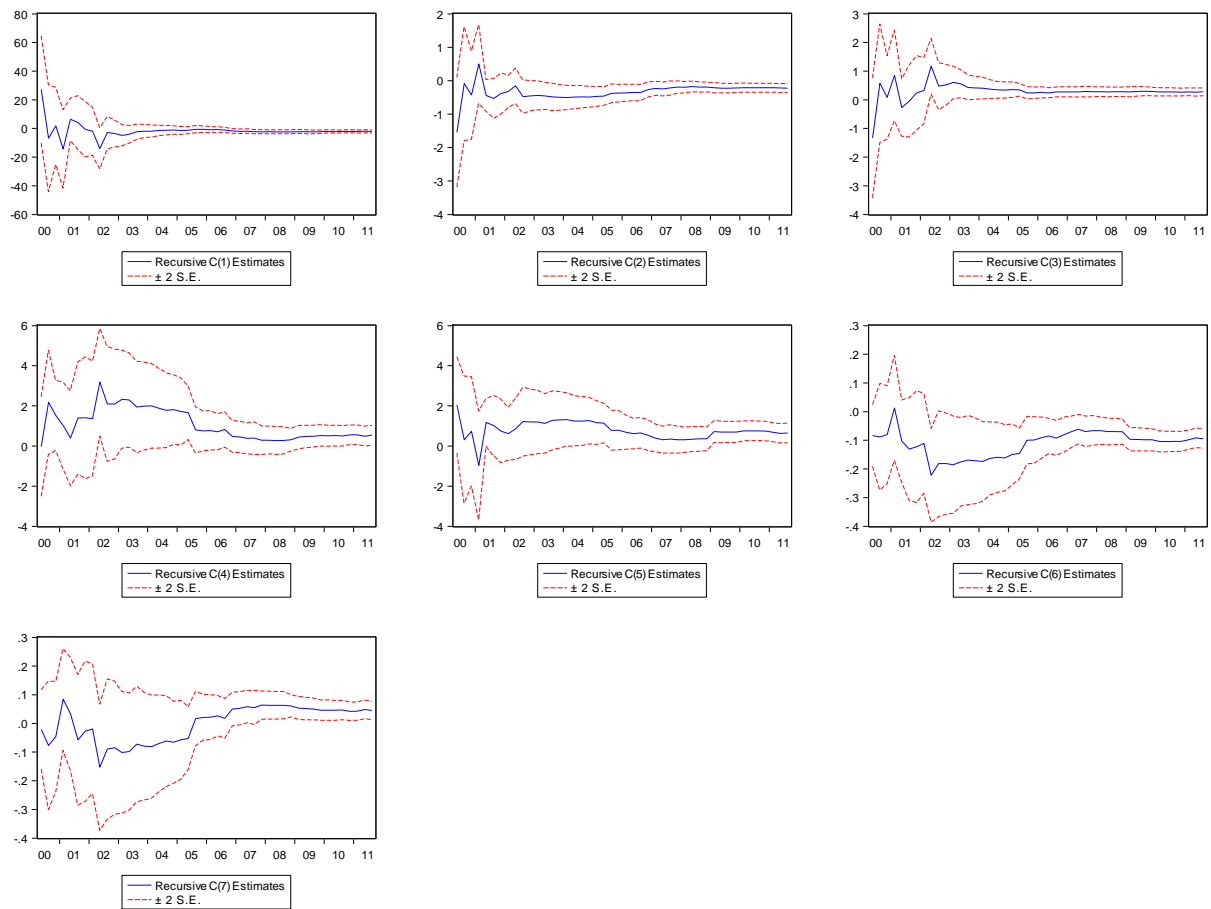 80
60
40
20
0
-20
-40
-60
00 01 02 03 04 05 06 07 08 09 10 11
Recursive C(1) Estimates
± 2 S.E.
2
1
0
-1
-2
-3
-4
00 01 02 03 04 05 06 07 08 09 10 11
Recursive C(2) Estimates
± 2 S.E.
3
2
1
0
-1
-2
-3
-4
00 01 02 03 04 05 06 07 08 09 10 11
Recursive C(3) Estimates
± 2 S.E.
6
4
2
0
-2
-4
00 01 02 03 04 05 06 07 08 09 10 11
Recursive C(4) Estimates
± 2 S.E.
6
4
2
0
-2
-4
00 01 02 03 04 05 06 07 08 09 10 11
Recursive C(5) Estimates
± 2 S.E.
.3
.2
.1
.0
-.1
-.2
-.3
-.4
00 01 02 03 04 05 06 07 08 09 10 11
Recursive C(6) Estimates
± 2 S.E.
.3
.2
.1
.0
-.1
-.2
-.3
-.4
00 01 02 03 04 05 06 07 08 09 10 11
Recursive C(7) Estimates
± 2 S.E.